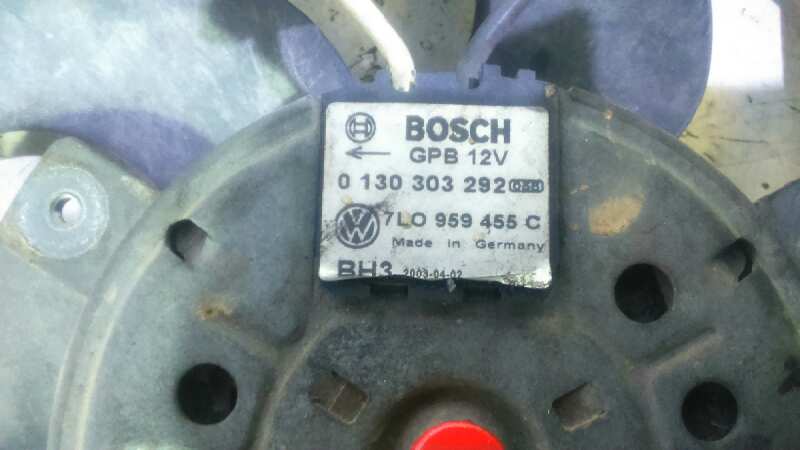 BOSCH
GPB 12V
0 130 303 292
7L0 959 455 C
Made in Germany
BH3 2003-04-02